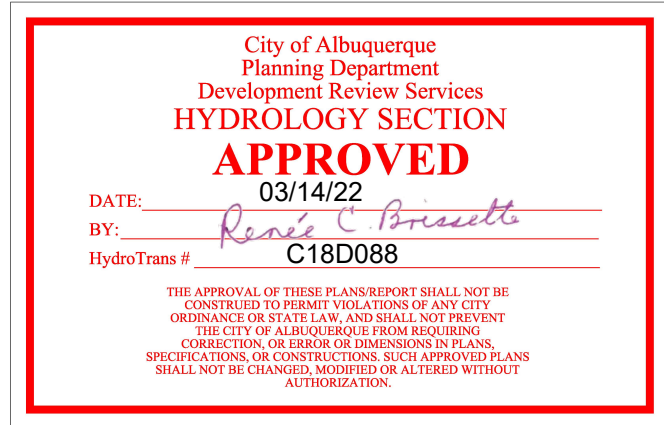 City of Albuquerque
Planning Department
Development Review Services
HYDROLOGY SECTION
APPROVED
DATE: 03/14/22
BY: Renée C. Brissette
HydroTrans # C18D088
THE APPROVAL OF THESE PLANS/REPORT SHALL NOT BE
CONSTRUED TO PERMIT VIOLATIONS OF ANY CITY
ORDINANCE OR STATE LAW, AND SHALL NOT PREVENT
THE CITY OF ALBUQUERQUE FROM REQUIRING
CORRECTION, OR ERROR OR DIMENSIONS IN PLANS,
SPECIFICATIONS, OR CONSTRUCTIONS. SUCH APPROVED PLANS
SHALL NOT BE CHANGED, MODIFIED OR ALTERED WITHOUT
AUTHORIZATION.